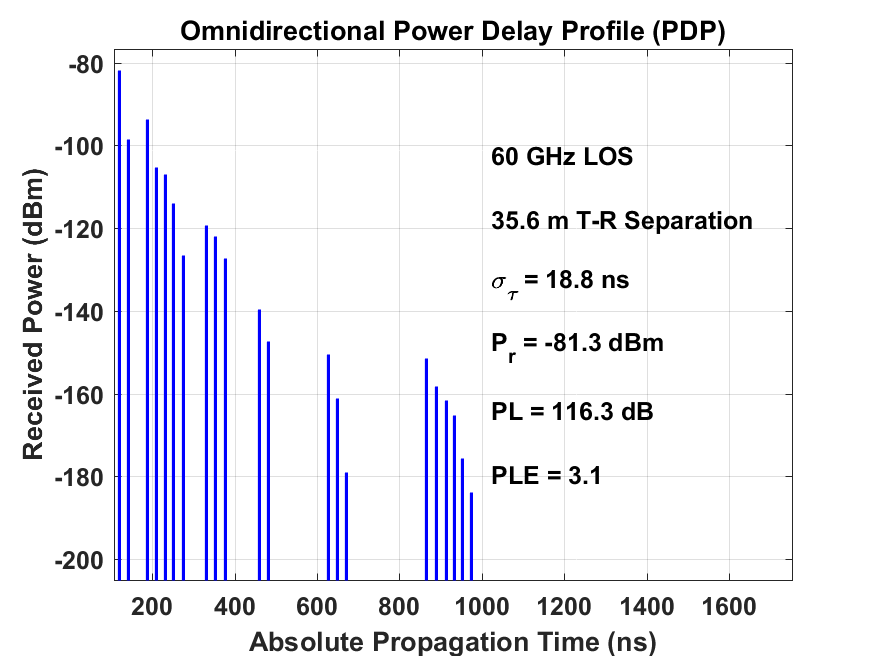 Omnidirectional Power Delay Profile (PDP)
-80
-100
-120
-140
-160
-180
-200
Received Power (dBm)
60 GHz LOS
35.6 m T-R Separation
σ_τ = 18.8 ns
P_r = -81.3 dBm
PL = 116.3 dB
PLE = 3.1
200 400 600 800 1000 1200 1400 1600
Absolute Propagation Time (ns)